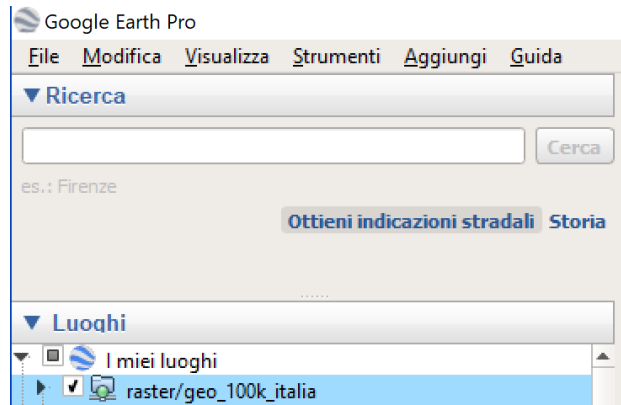 Google Earth Pro
File Modifica Visualizza Strumenti Aggiungi Guida
Ricerca
Cerca
es.: Firenze
Ottieni indicazioni stradali Storia
Luoghi
I miei luoghi
raster/geo_100k_italia